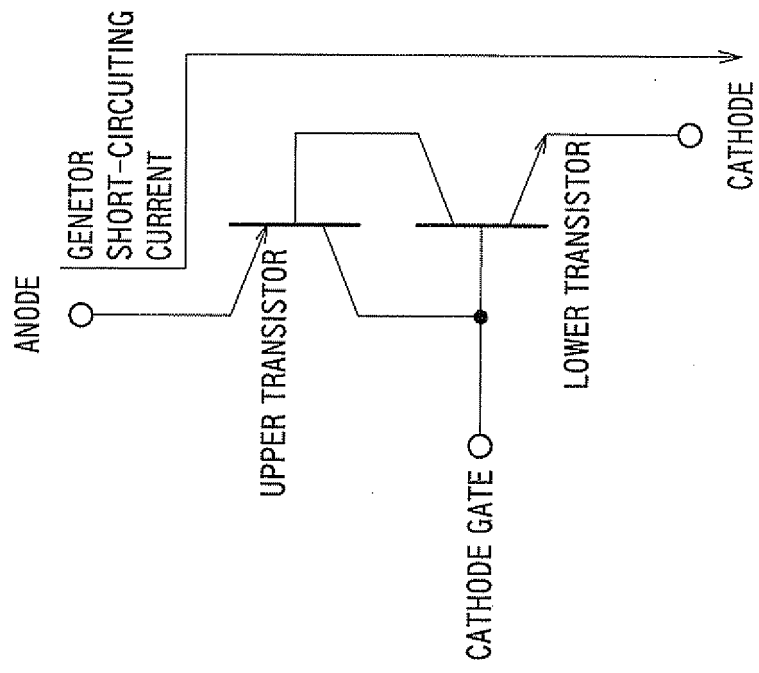 ANODE
GENETOR
SHORT-CIRCUITING
CURRENT
UPPER TRANSISTOR
CATHODE GATE
LOWER TRANSISTOR
CATHODE